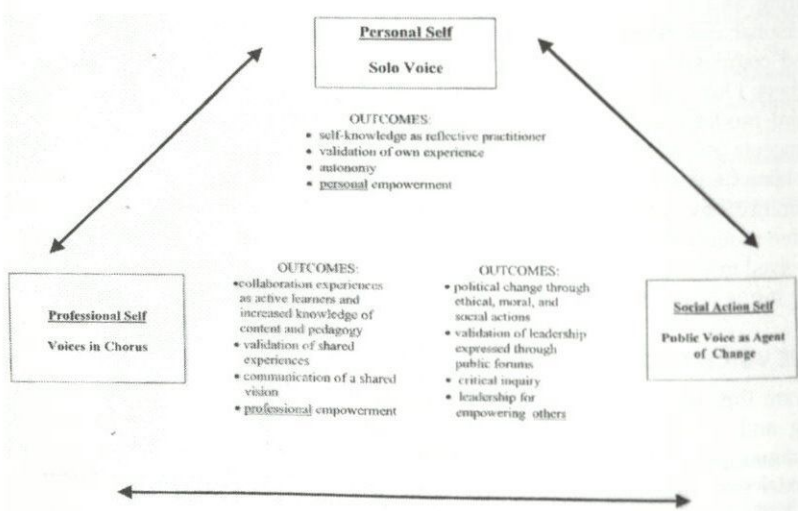 Personal Self
Solo Voice
OUTCOMES:
• self-knowledge as reflective practitioner
• validation of own experience
• autonomy
• personal empowerment
Professional Self
Voices in Chorus
OUTCOMES:
•collaboration experiences
as active learners and
increased knowledge of
content and pedagogy
• validation of shared
experiences
• communication of a shared
vision
• professional empowerment
OUTCOMES:
• political change through
ethical, moral, and
social actions
• validation of leadership
expressed through
public forums
• critical inquiry
• leadership for
empowering others
Social Action Self
Public Voice as Agent
of Change